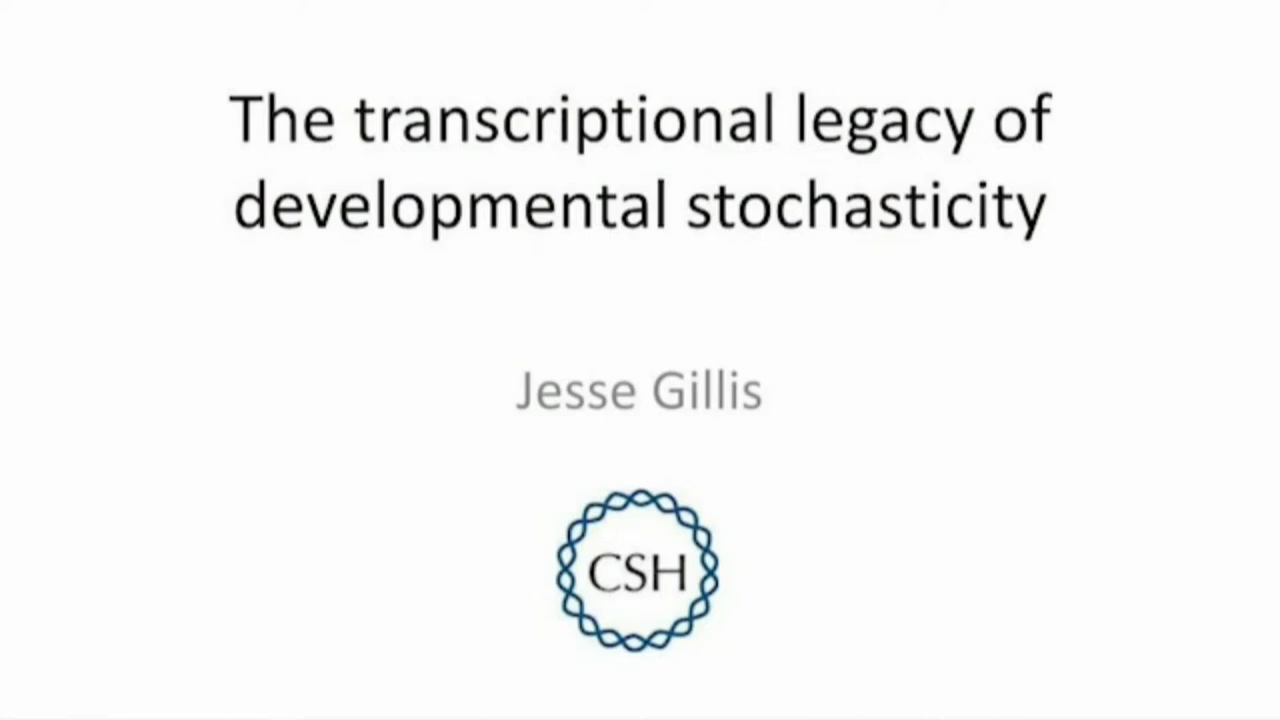 The transcriptional legacy of
developmental stochasticity
Jesse Gillis
CSH